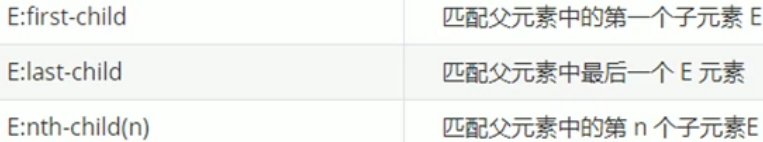 E:first-child 匹配父元素中的第一个子元素 E
E:last-child 匹配父元素中最后一个 E 元素
E:nth-child(n) 匹配父元素中的第 n 个子元素E